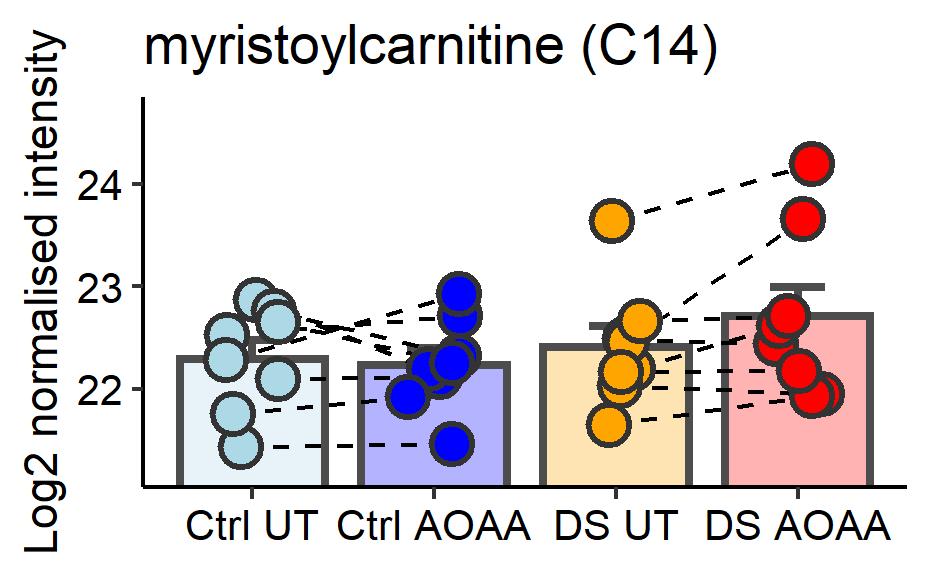 myristoylcarnitine (C14)
Log2 normalised intensity
24
23
22
Ctrl UT Ctrl AOAA DS UT DS AOAA